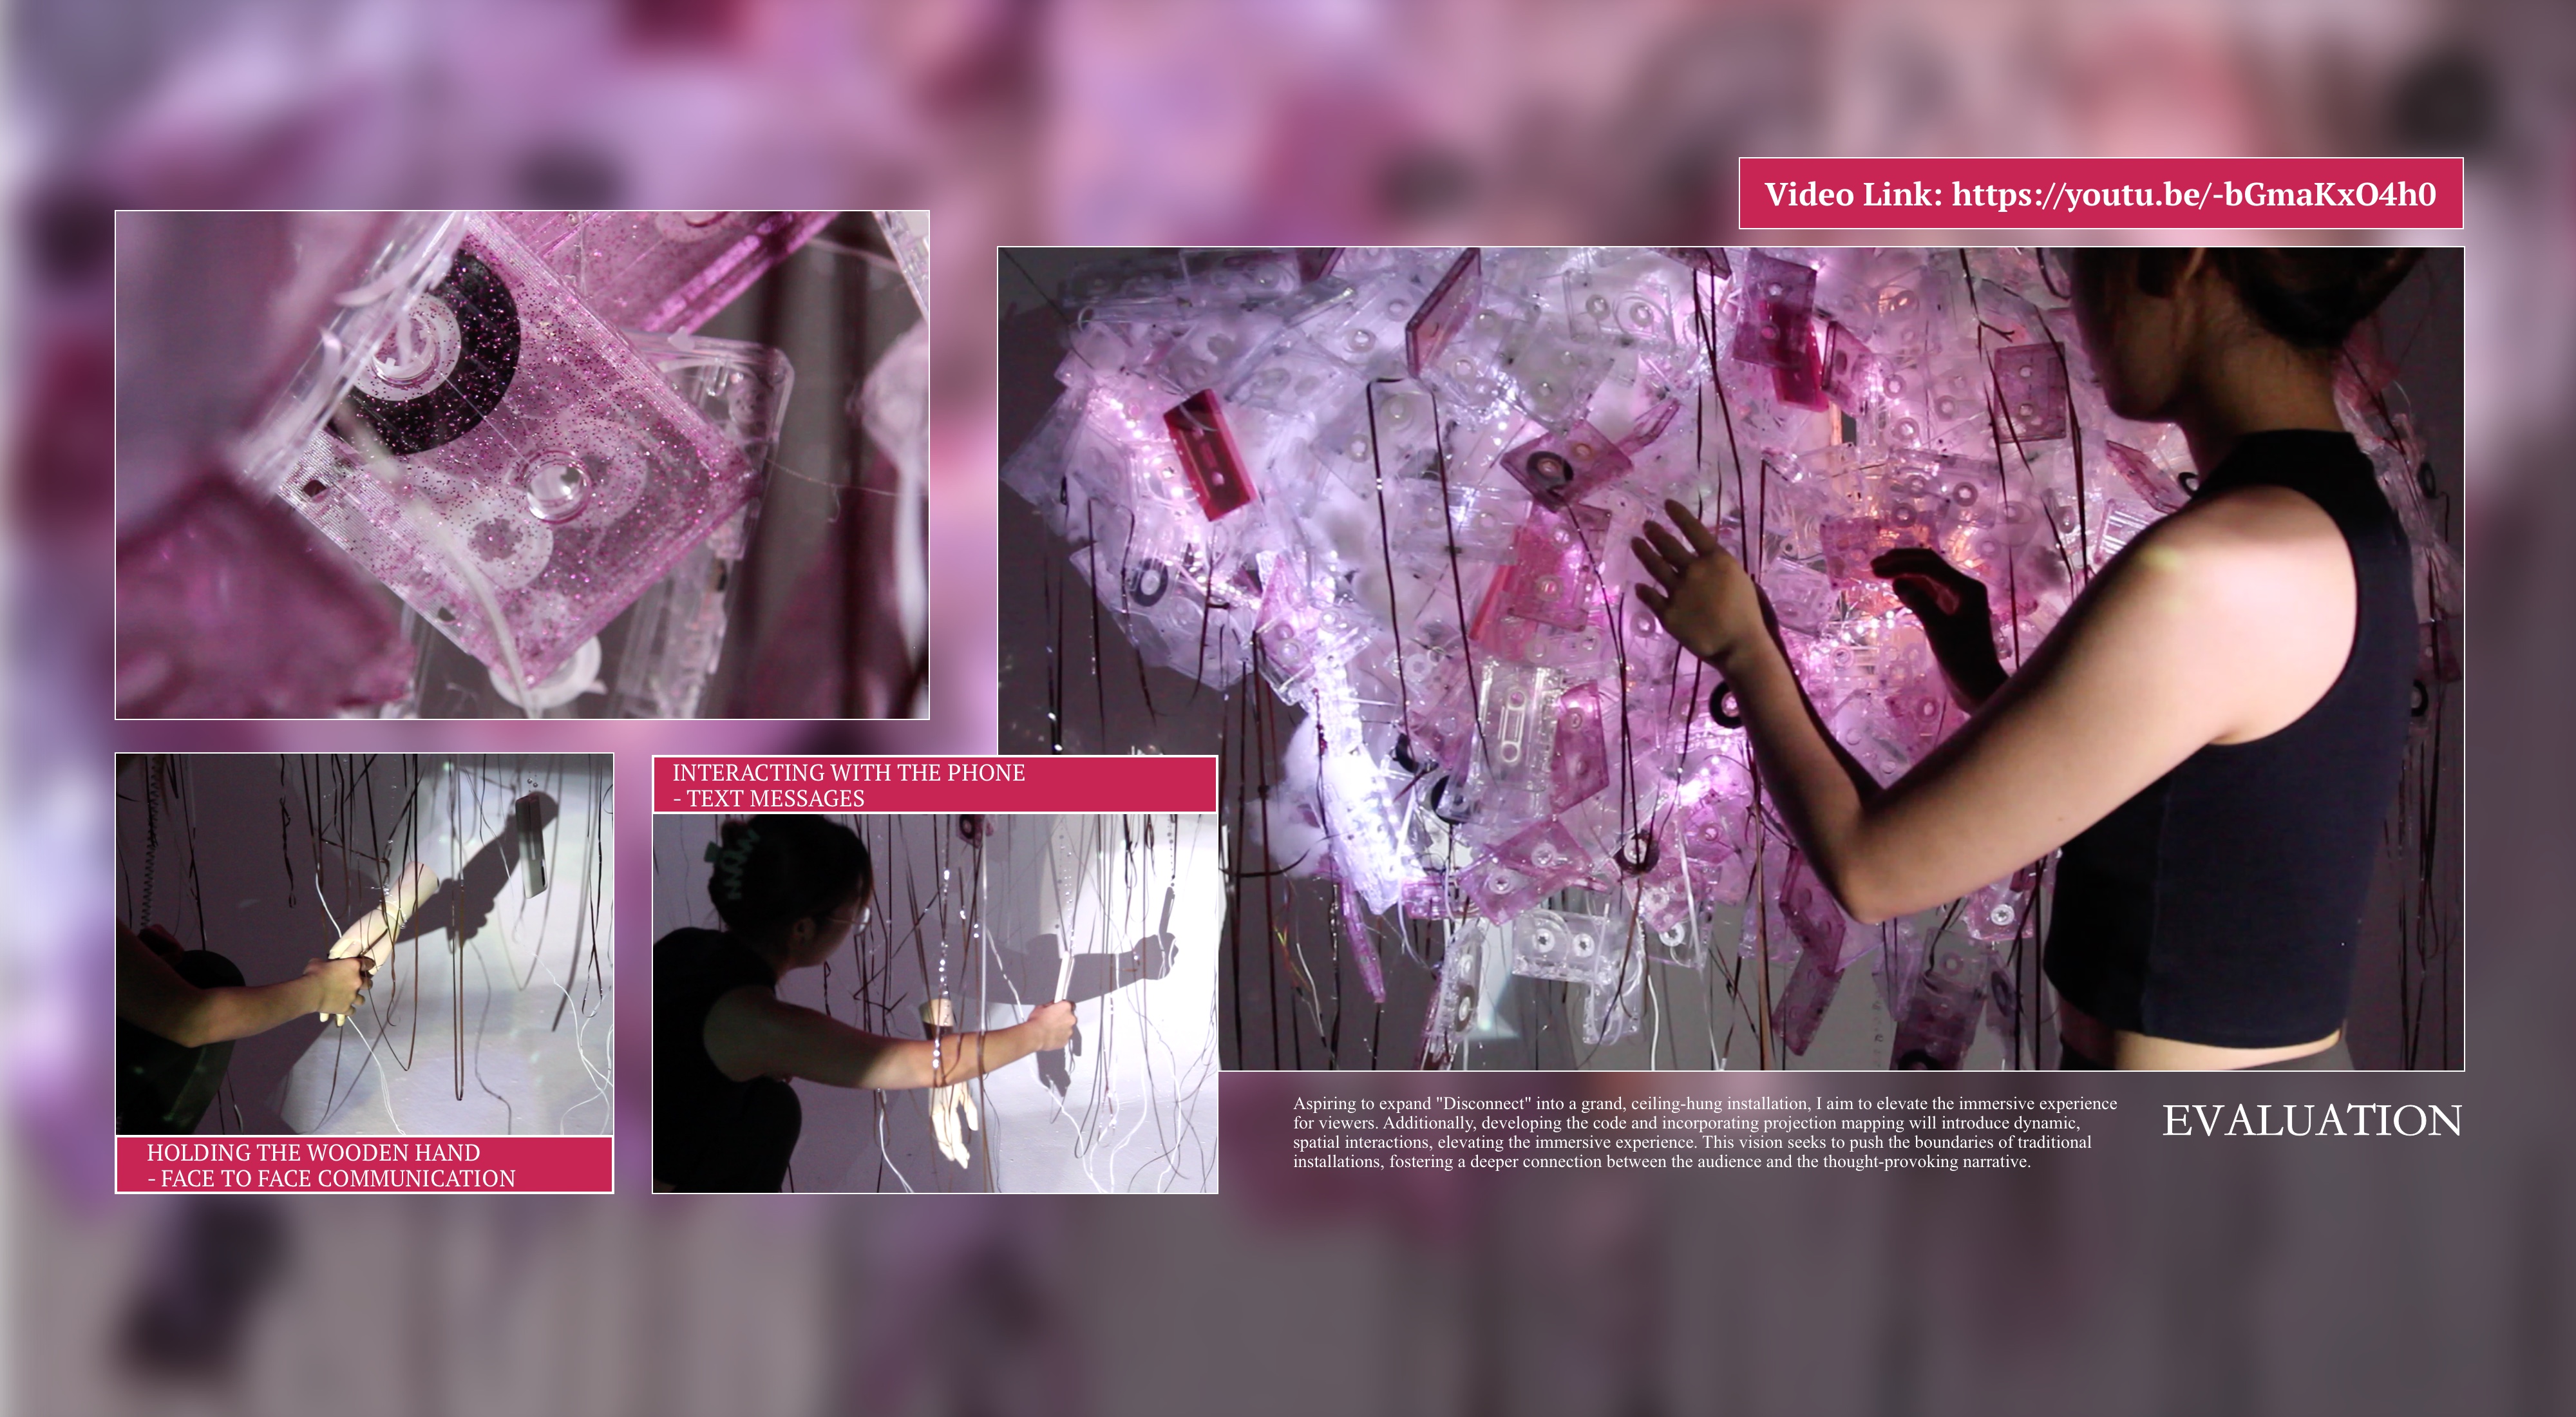 Video Link: https://youtu.be/-bGmaKxO4h0
INTERACTING WITH THE PHONE
- TEXT MESSAGES
HOLDING THE WOODEN HAND
- FACE TO FACE COMMUNICATION
Aspiring to expand "Disconnect" into a grand, ceiling-hung installation, I aim to elevate the immersive experience
for viewers. Additionally, developing the code and incorporating projection mapping will introduce dynamic,
spatial interactions, elevating the immersive experience. This vision seeks to push the boundaries of traditional
installations, fostering a deeper connection between the audience and the thought-provoking narrative.
EVALUATION